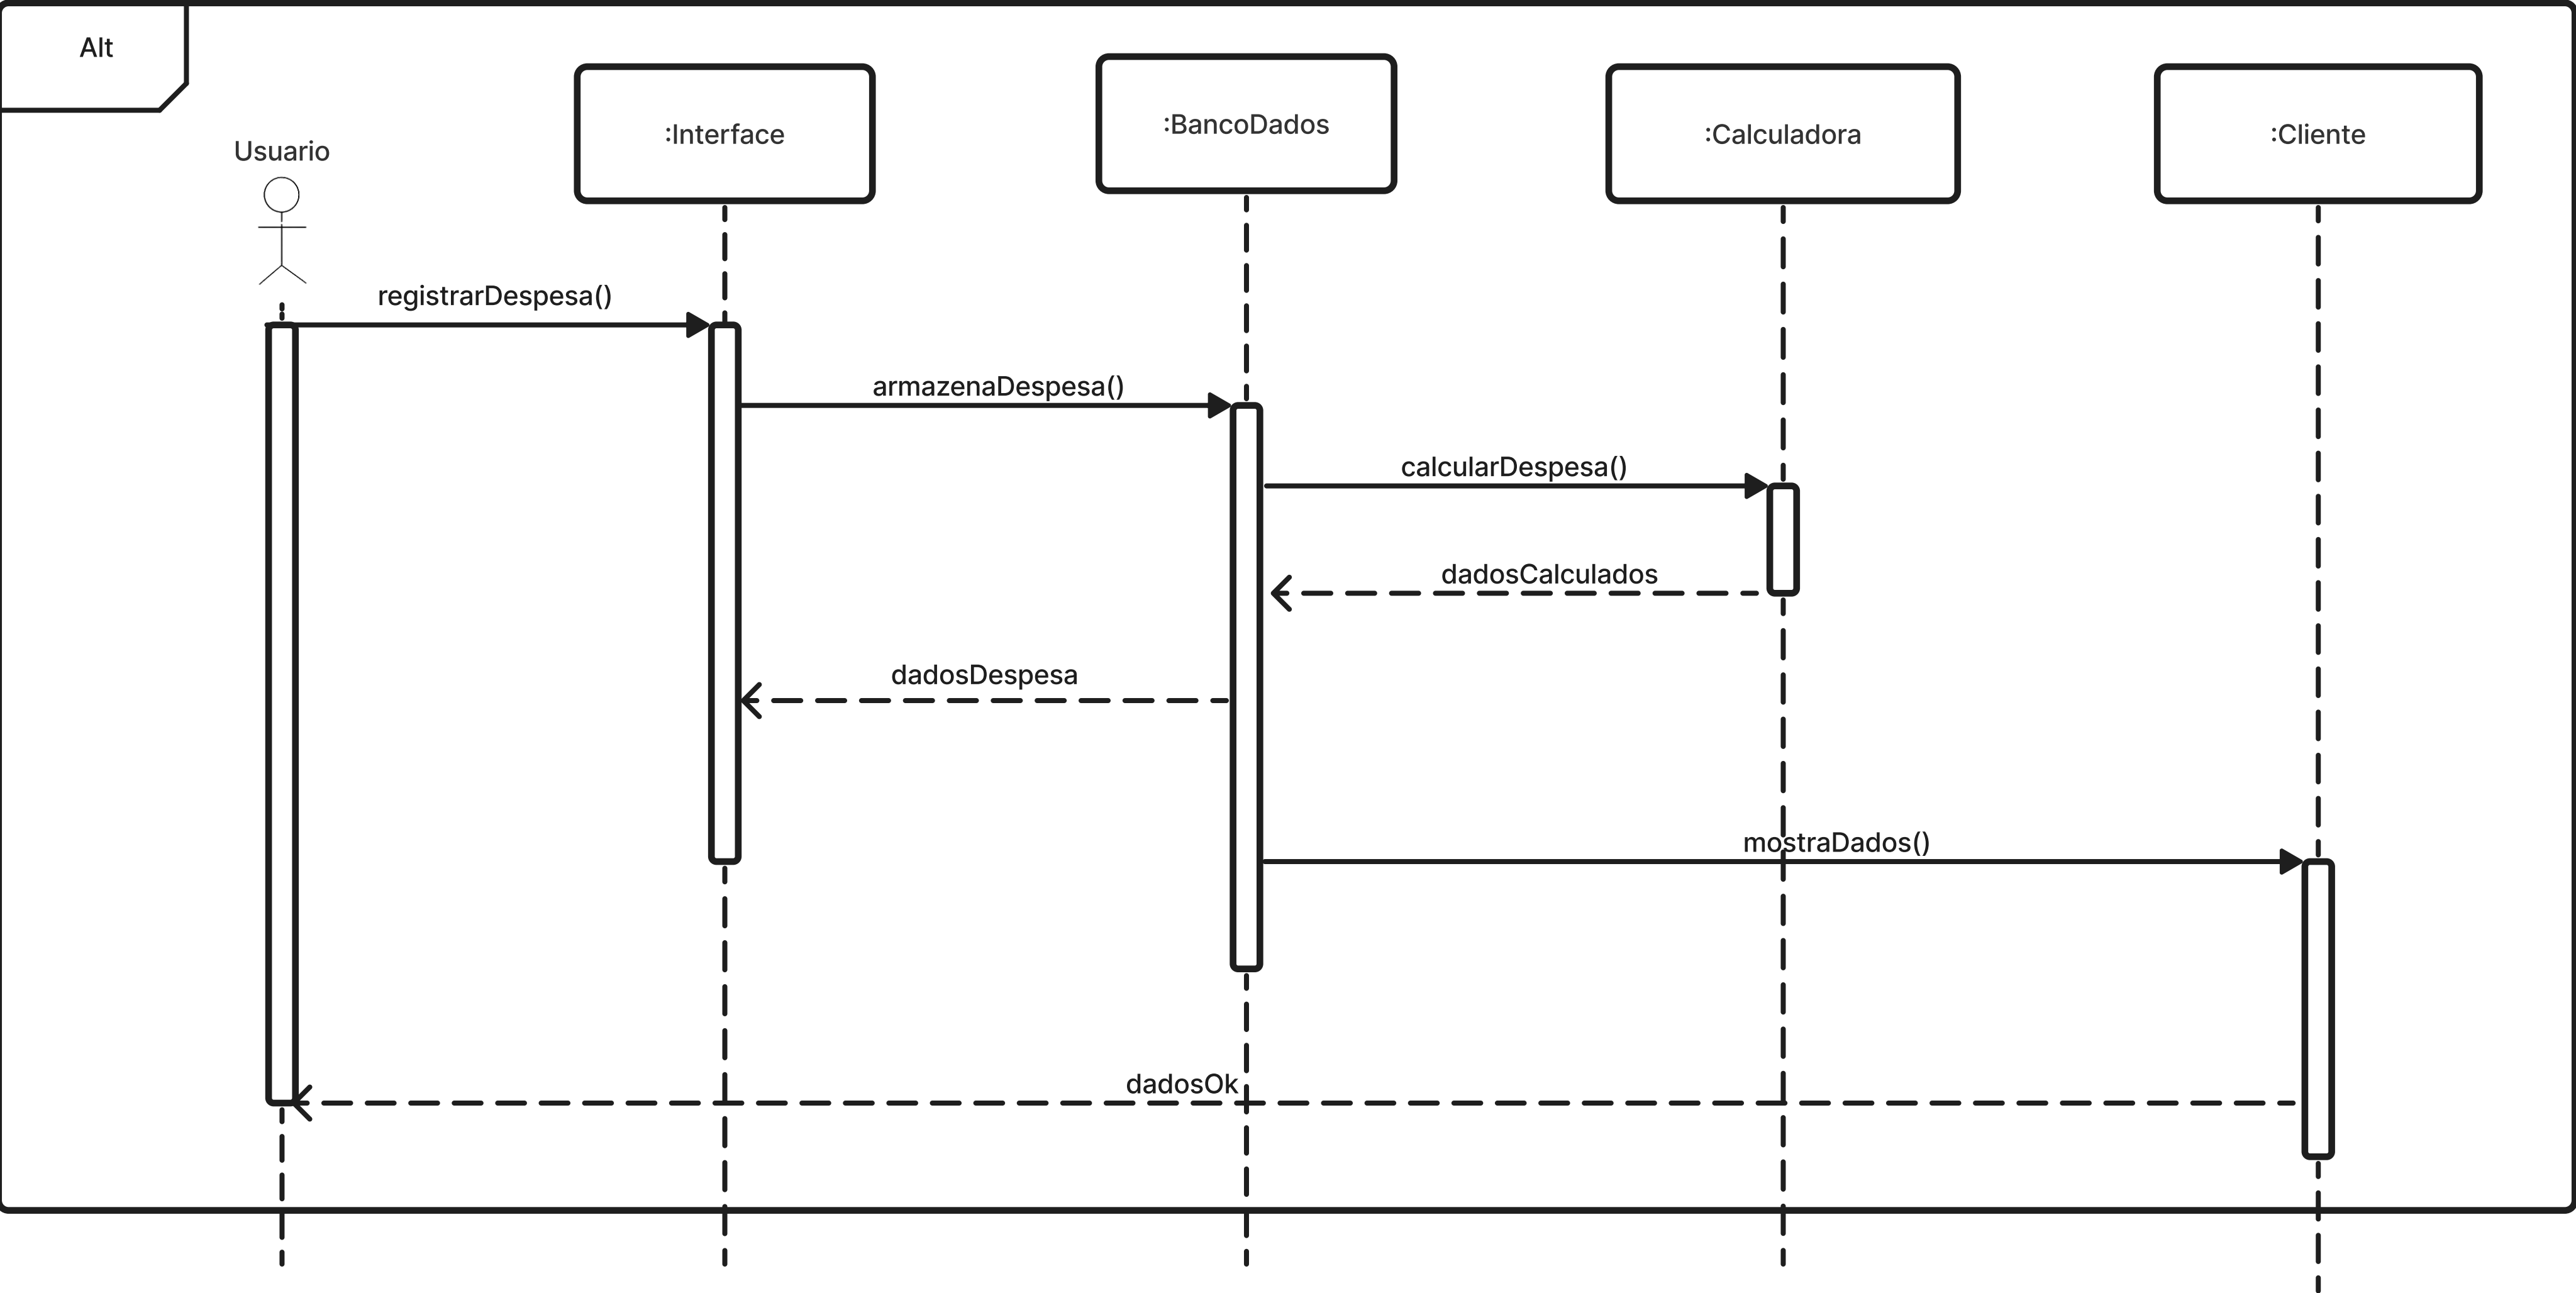 Alt
Usuario
:Interface
:BancoDados
:Calculadora
:Cliente
registrarDespesa()
armazenaDespesa()
calcularDespesa()
dadosCalculados
dadosDespesa
mostraDados()
dadosOk